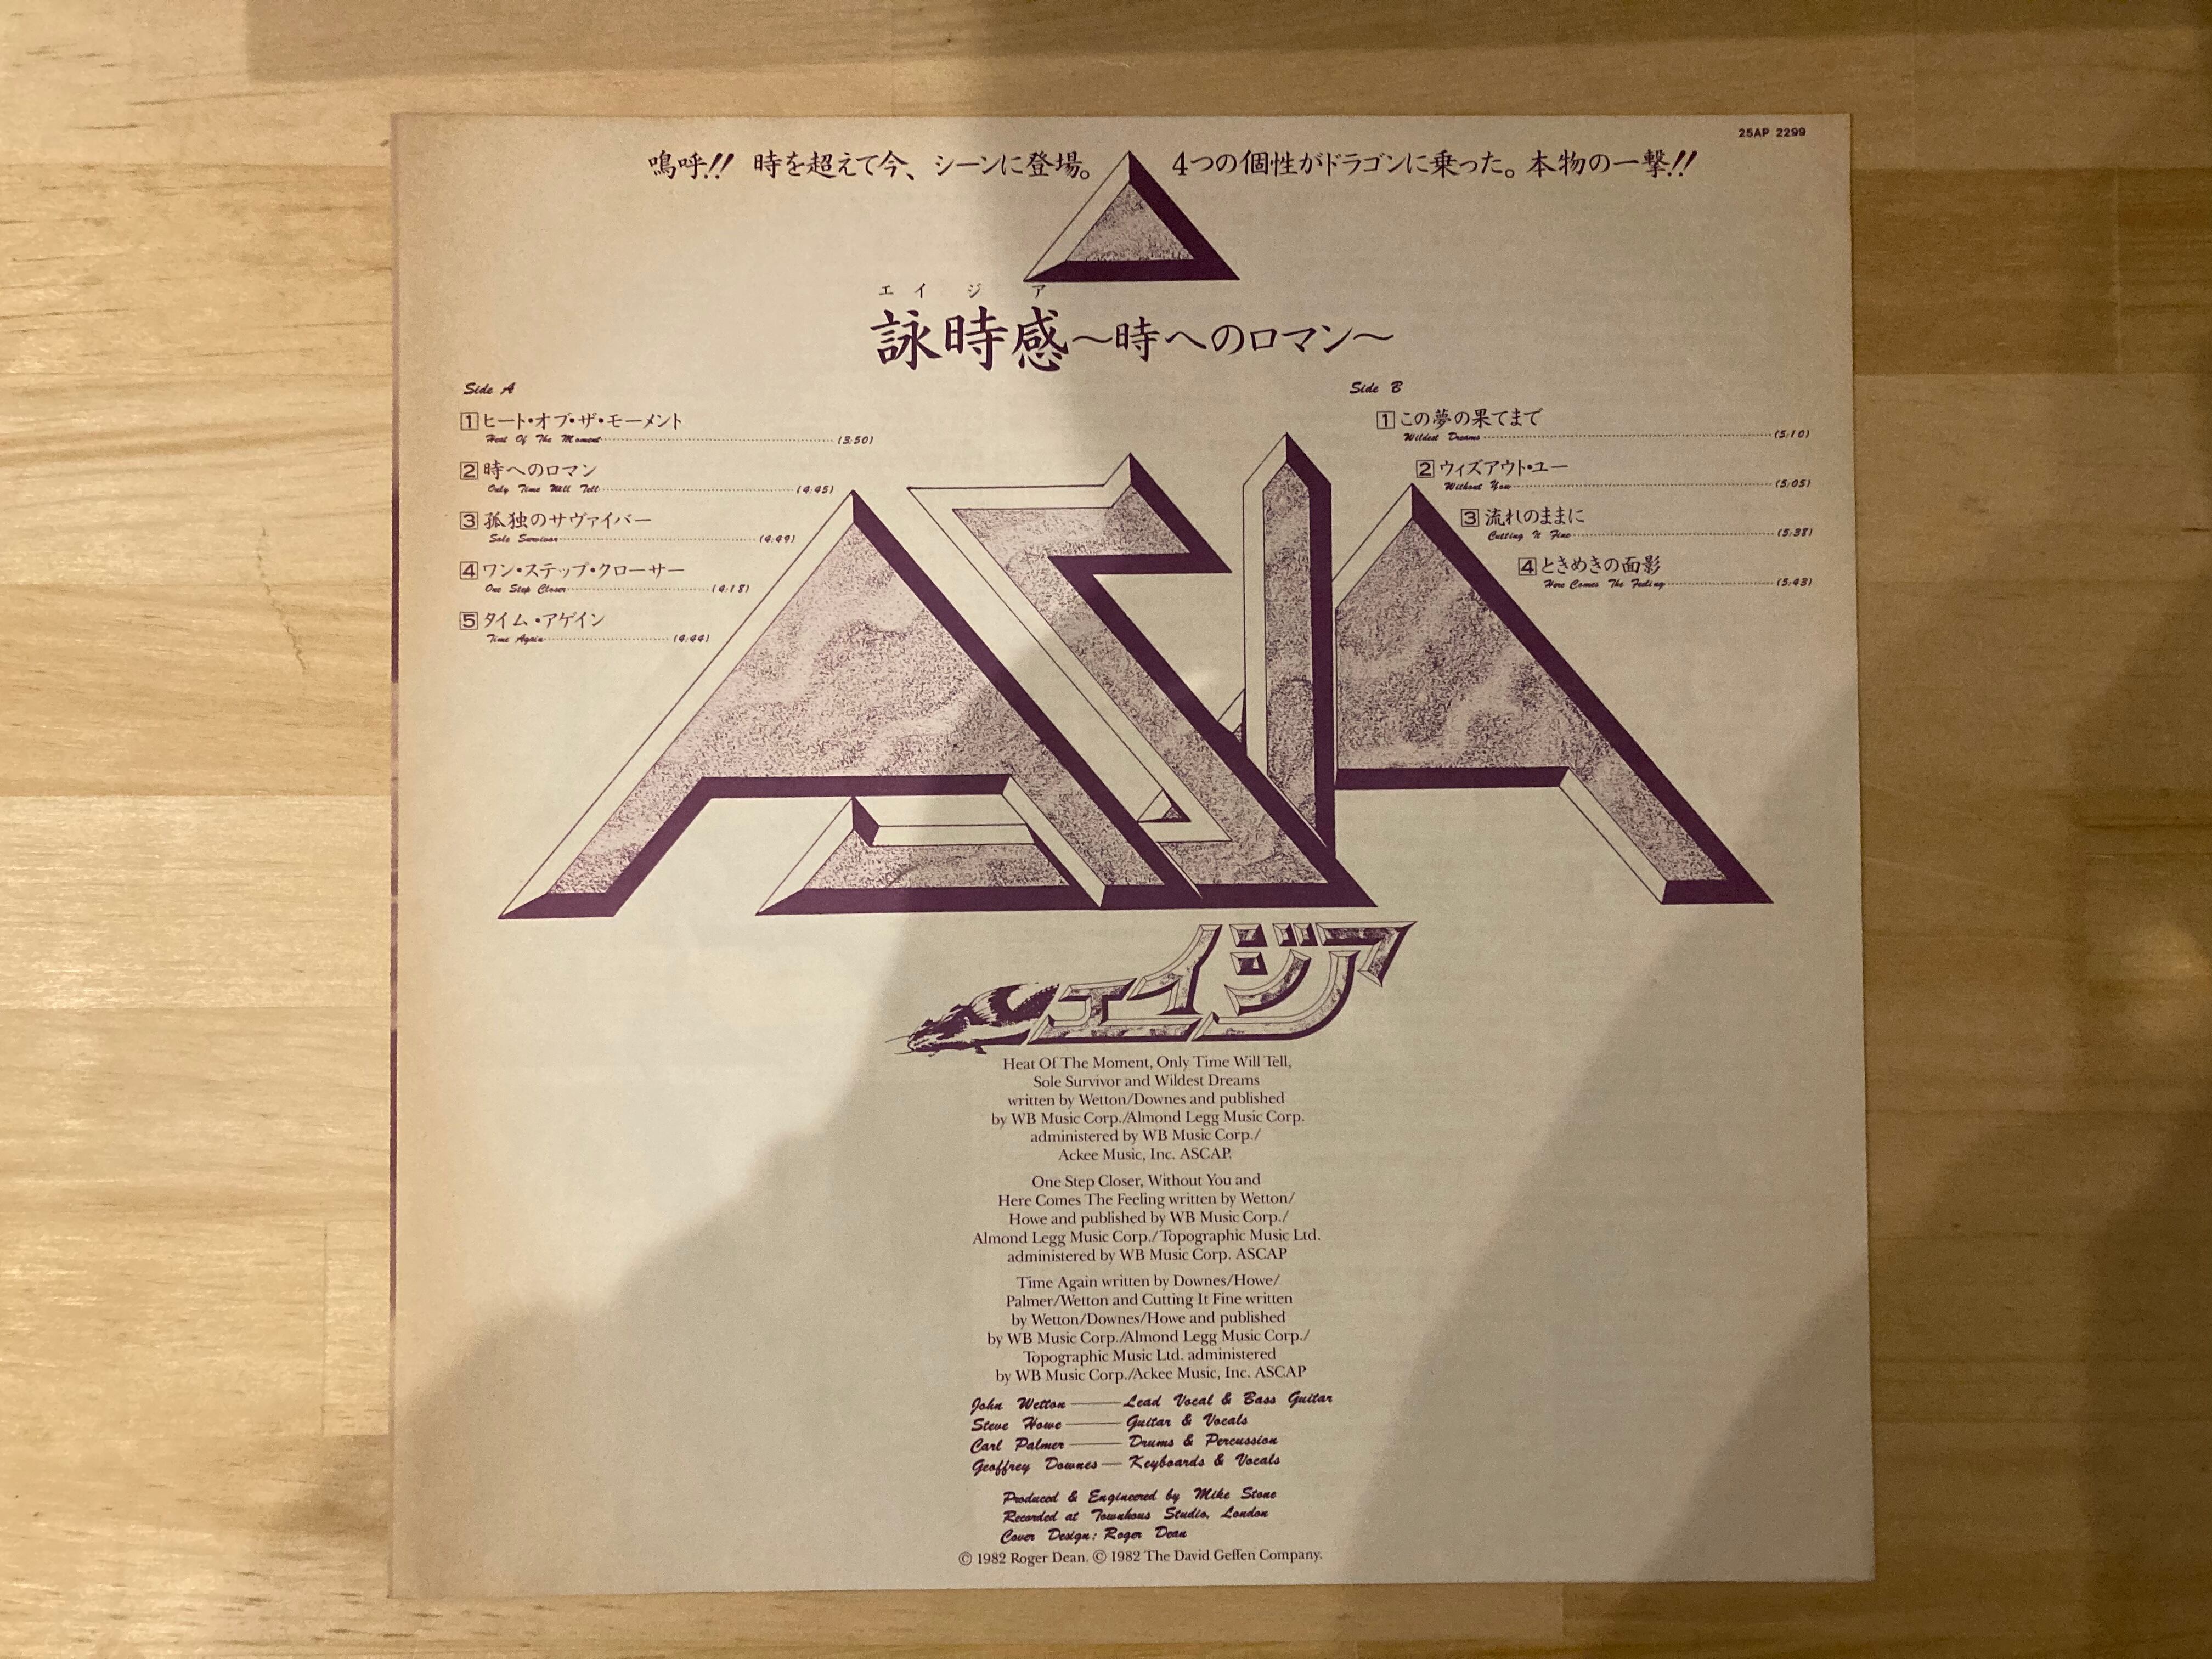 25AP 2299
嗚呼!! 時を超えて今、シーンに登場。 4つの個性がドラゴンに乗った。本物の一撃!!
エイジア
詠時感～時へのロマン～
Side A
1 ヒート・オブ・ザ・モーメント
Heat Of The Moment (3:50)
2 時へのロマン
Only Time Will Tell (4:45)
3 孤独のサヴァイバー
Sole Survivor (4:49)
4 ワン・ステップ・クローサー
One Step Closer (4:18)
5 タイム・アゲイン
Time Again (4:44)
Side B
1 この夢の果てまで
Wildest Dreams (5:10)
2 ウィズアウト・ユー
Without You (5:05)
3 流れのままに
Cutting It Fine (5:38)
4 ときめきの面影
Here Comes The Feeling (5:43)
ASIA
エイジア
Heat Of The Moment, Only Time Will Tell,
Sole Survivor and Wildest Dreams
written by Wetton/Downes and published
by WB Music Corp./Almond Legg Music Corp.
administered by WB Music Corp./
Ackee Music, Inc. ASCAP.
One Step Closer, Without You and
Here Comes The Feeling written by Wetton/
Howe and published by WB Music Corp./
Almond Legg Music Corp./Topographic Music Ltd.
administered by WB Music Corp. ASCAP
Time Again written by Downes/Howe/
Palmer/Wetton and Cutting It Fine written
by Wetton/Downes/Howe and published
by WB Music Corp./Almond Legg Music Corp./
Topographic Music Ltd. administered
by WB Music Corp./Ackee Music, Inc. ASCAP
John Wetton — Lead Vocal & Bass Guitar
Steve Howe — Guitar & Vocals
Carl Palmer — Drums & Percussion
Geoffrey Downes — Keyboards & Vocals
Produced & Engineered by Mike Stone
Recorded at Townhous Studio, London
Cover Design: Roger Dean
© 1982 Roger Dean. © 1982 The David Geffen Company.